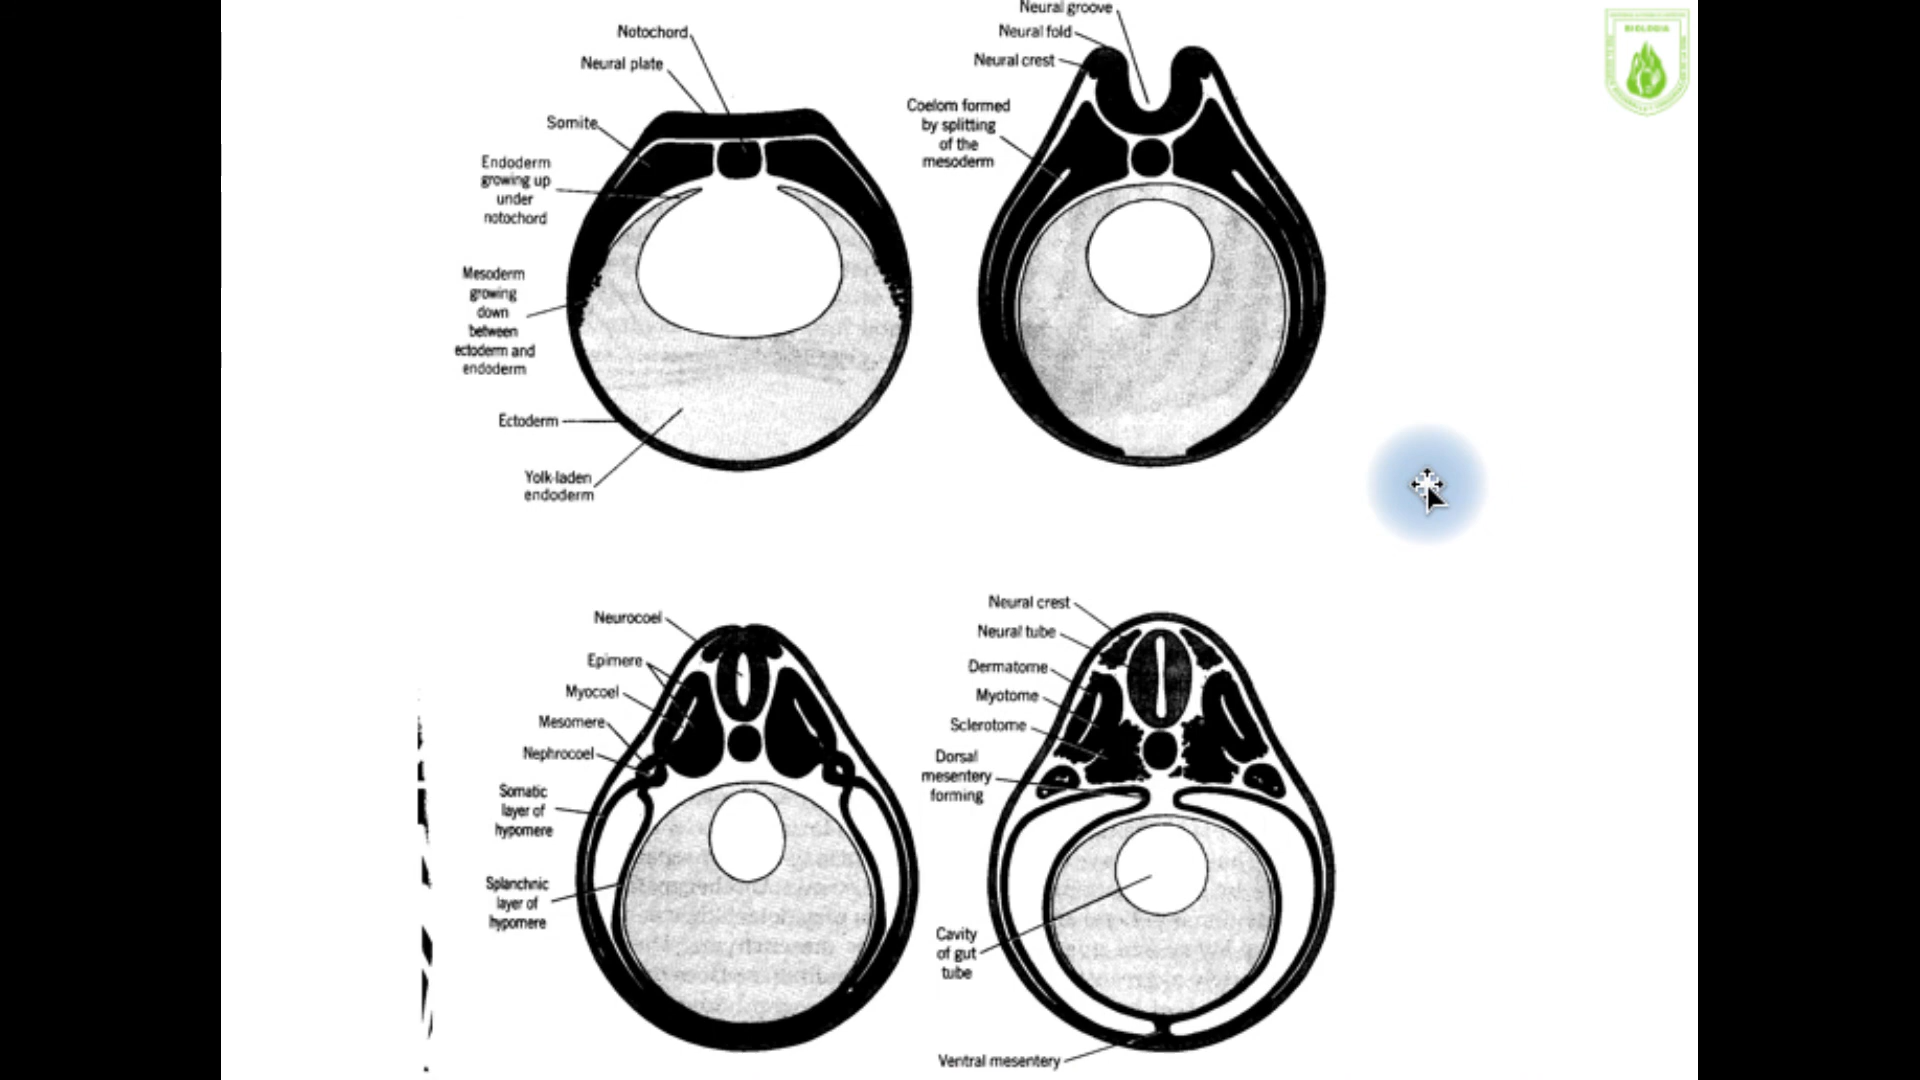 Notochord
Neural plate
Somite
Endoderm
growing up
under
notochord
Mesoderm
growing
down
between
ectoderm and
endoderm
Ectoderm
Yolk-laden
endoderm
Neural groove
Neural fold
Neural crest
Coelom formed
by splitting
of the
mesoderm
BIOLOGIA
Neurocoel
Epimere
Myocoel
Mesomere
Nephrocoel
Somatic
layer of
hypomere
Splanchnic
layer of
hypomere
Neural crest
Neural tube
Dermatome
Myotome
Sclerotome
Dorsal
mesentery
forming
Cavity
of gut
tube
Ventral mesentery